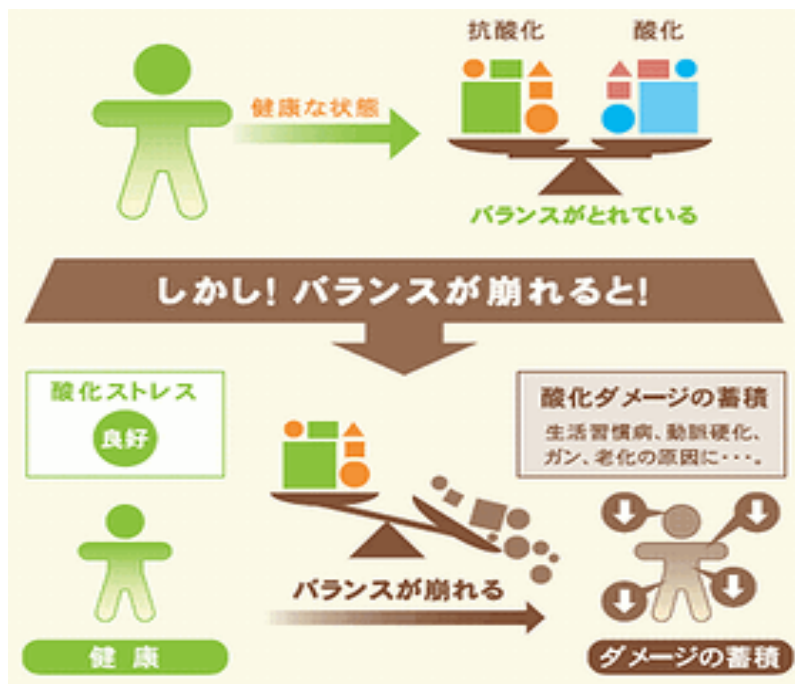 抗酸化
酸化
健康な状態
バランスがとれている
しかし! バランスが崩れると!
酸化ストレス
良好
酸化ダメージの蓄積
生活習慣病、動脈硬化、
ガン、老化の原因に・・・。
バランスが崩れる
健康
ダメージの蓄積